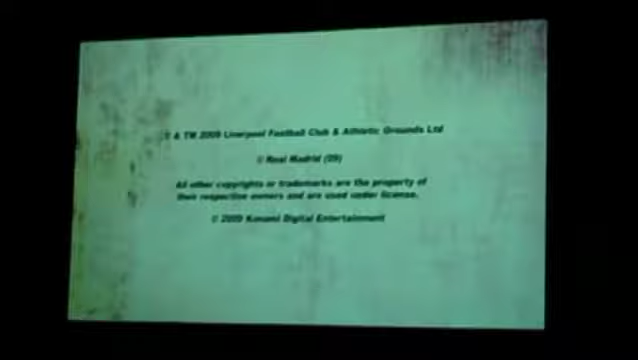 © & TM 2009 Liverpool Football Club & Athletic Grounds Ltd
© Real Madrid (09)
All other copyrights or trademarks are the property of
their respective owners and are used under license.
© 2009 Konami Digital Entertainment